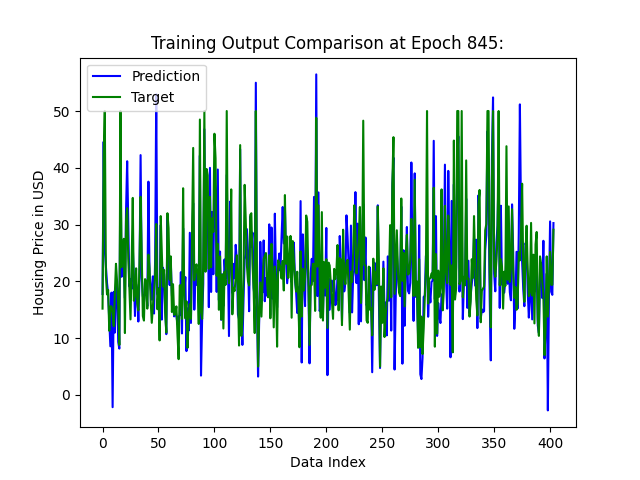 Training Output Comparison at Epoch 845:
Prediction
Target
Housing Price in USD
50
40
30
20
10
0
0 50 100 150 200 250 300 350 400
Data Index